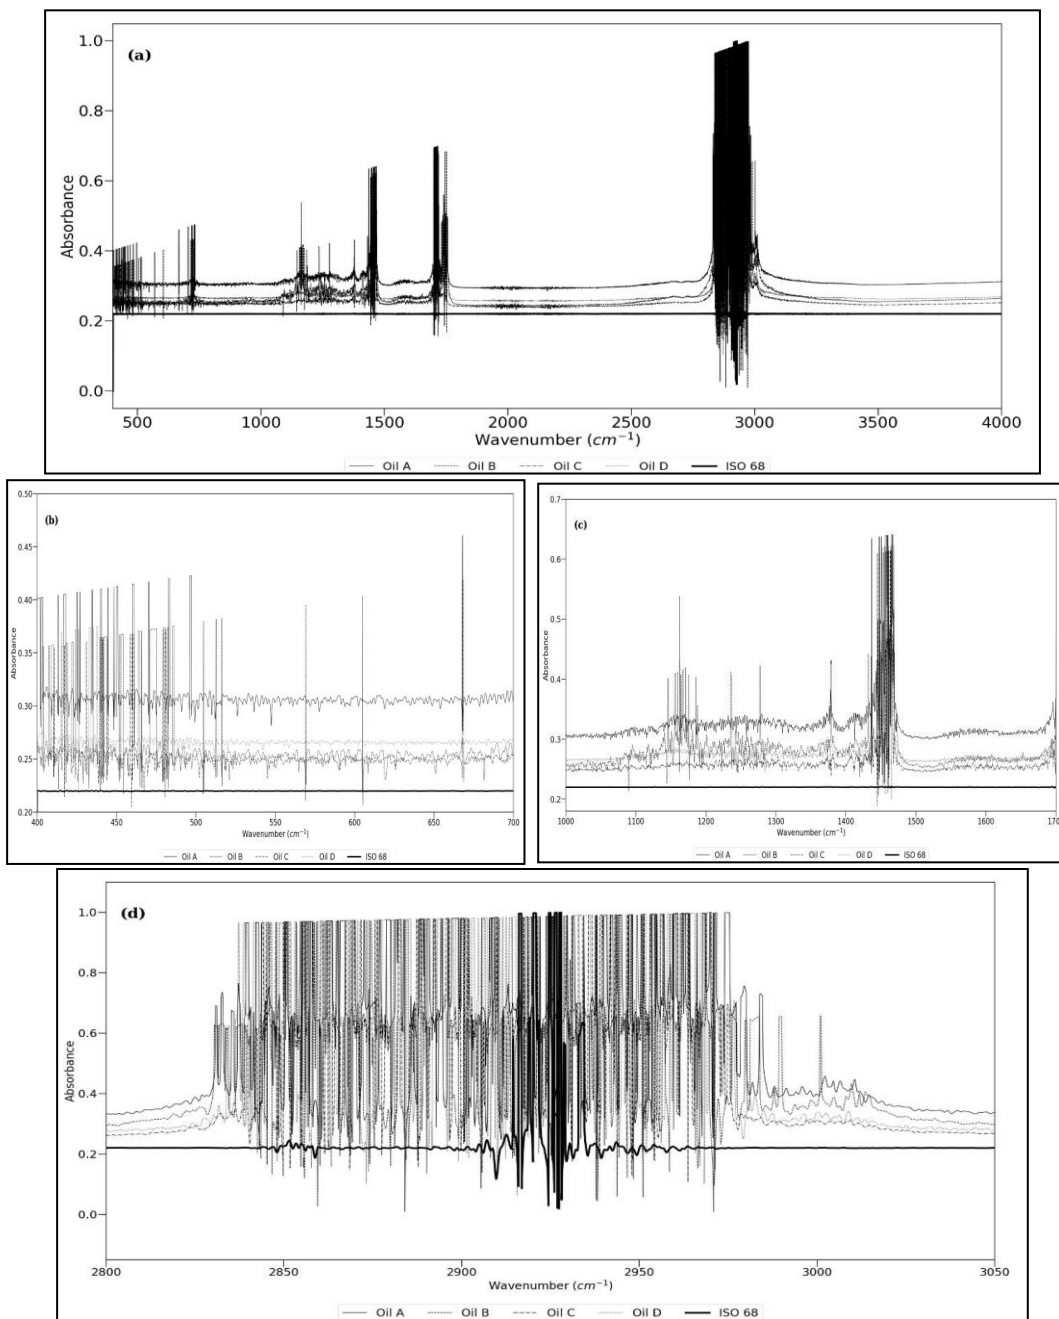 (a)
1.0
0.8
0.6
0.4
0.2
0.0
Absorbance
500 1000 1500 2000 2500 3000 3500 4000
Wavenumber (cm⁻¹)
Oil A Oil B Oil C Oil D ISO 68
(b)
0.50
0.45
0.40
0.35
0.30
0.25
0.20
Absorbance
400 450 500 550 600 650 700
Wavenumber (cm⁻¹)
Oil A Oil B Oil C Oil D ISO 68
(c)
0.7
0.6
0.5
0.4
0.3
0.2
Absorbance
1000 1100 1200 1300 1400 1500 1600 170
Wavenumber (cm⁻¹)
Oil A Oil B Oil C Oil D ISO 68
(d)
1.0
0.8
0.6
0.4
0.2
0.0
Absorbance
2800 2850 2900 2950 3000 3050
Wavenumber (cm⁻¹)
Oil A Oil B Oil C Oil D ISO 68